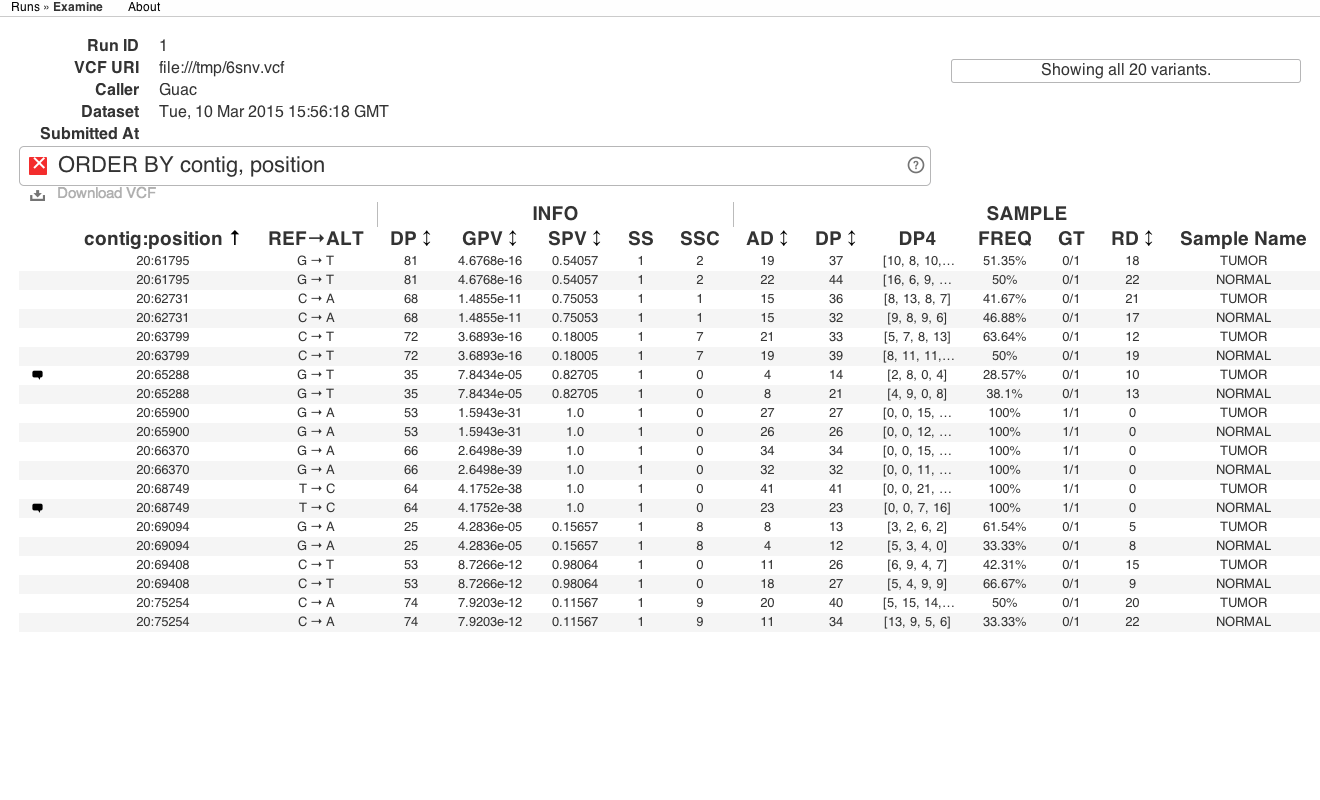 Runs » Examine About
Run ID 1
VCF URI file:///tmp/6snv.vcf
Showing all 20 variants.
Caller Guac
Dataset Tue, 10 Mar 2015 15:56:18 GMT
Submitted At
ORDER BY contig, position ?
Download VCF
INFO SAMPLE
contig:position ↑ REF→ALT DP ↕ GPV ↕ SPV ↕ SS SSC AD ↕ DP ↕ DP4 FREQ GT RD ↕ Sample Name
20:61795 G → T 81 4.6768e-16 0.54057 1 2 19 37 [10, 8, 10,… 51.35% 0/1 18 TUMOR
20:61795 G → T 81 4.6768e-16 0.54057 1 2 22 44 [16, 6, 9, … 50% 0/1 22 NORMAL
20:62731 C → A 68 1.4855e-11 0.75053 1 1 15 36 [8, 13, 8, 7] 41.67% 0/1 21 TUMOR
20:62731 C → A 68 1.4855e-11 0.75053 1 1 15 32 [9, 8, 9, 6] 46.88% 0/1 17 NORMAL
20:63799 C → T 72 3.6893e-16 0.18005 1 7 21 33 [5, 7, 8, 13] 63.64% 0/1 12 TUMOR
20:63799 C → T 72 3.6893e-16 0.18005 1 7 19 39 [8, 11, 11,… 50% 0/1 19 NORMAL
20:65288 G → T 35 7.8434e-05 0.82705 1 0 4 14 [2, 8, 0, 4] 28.57% 0/1 10 TUMOR
20:65288 G → T 35 7.8434e-05 0.82705 1 0 8 21 [4, 9, 0, 8] 38.1% 0/1 13 NORMAL
20:65900 G → A 53 1.5943e-31 1.0 1 0 27 27 [0, 0, 15, … 100% 1/1 0 TUMOR
20:65900 G → A 53 1.5943e-31 1.0 1 0 26 26 [0, 0, 12, … 100% 1/1 0 NORMAL
20:66370 G → A 66 2.6498e-39 1.0 1 0 34 34 [0, 0, 15, … 100% 1/1 0 TUMOR
20:66370 G → A 66 2.6498e-39 1.0 1 0 32 32 [0, 0, 11, … 100% 1/1 0 NORMAL
20:68749 T → C 64 4.1752e-38 1.0 1 0 41 41 [0, 0, 21, … 100% 1/1 0 TUMOR
20:68749 T → C 64 4.1752e-38 1.0 1 0 23 23 [0, 0, 7, 16] 100% 1/1 0 NORMAL
20:69094 G → A 25 4.2836e-05 0.15657 1 8 8 13 [3, 2, 6, 2] 61.54% 0/1 5 TUMOR
20:69094 G → A 25 4.2836e-05 0.15657 1 8 4 12 [5, 3, 4, 0] 33.33% 0/1 8 NORMAL
20:69408 C → T 53 8.7266e-12 0.98064 1 0 11 26 [6, 9, 4, 7] 42.31% 0/1 15 TUMOR
20:69408 C → T 53 8.7266e-12 0.98064 1 0 18 27 [5, 4, 9, 9] 66.67% 0/1 9 NORMAL
20:75254 C → A 74 7.9203e-12 0.11567 1 9 20 40 [5, 15, 14,… 50% 0/1 20 TUMOR
20:75254 C → A 74 7.9203e-12 0.11567 1 9 11 34 [13, 9, 5, 6] 33.33% 0/1 22 NORMAL